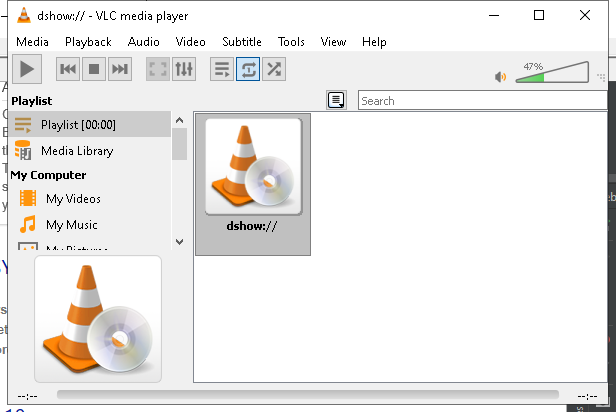 dshow:// - VLC media player
Media Playback Audio Video Subtitle Tools View Help
47%
Playlist
Search
Playlist [00:00]
Media Library
My Computer
My Videos
My Music
My Pictures
dshow://
--:-- --:--